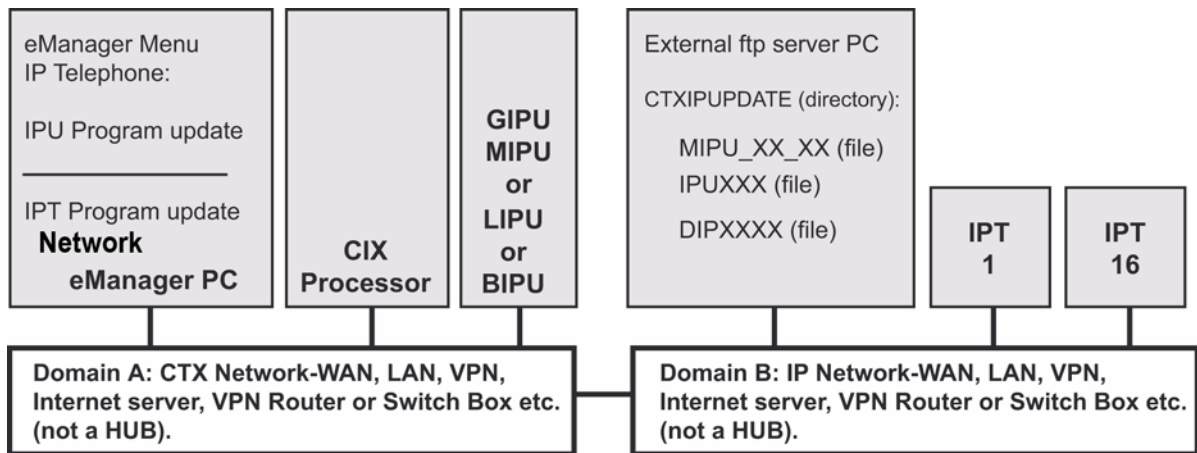 eManager Menu
IP Telephone:
IPU Program update
IPT Program update
Network
eManager PC
CIX
Processor
GIPU
MIPU
or
LIPU
or
BIPU
External ftp server PC
CTXIPUPDATE (directory):
MIPU_XX_XX (file)
IPUXXX (file)
DIPXXXX (file)
IPT
1
IPT
16
Domain A: CTX Network-WAN, LAN, VPN,
Internet server, VPN Router or Switch Box etc.
(not a HUB).
Domain B: IP Network-WAN, LAN, VPN,
Internet server, VPN Router or Switch Box etc.
(not a HUB).